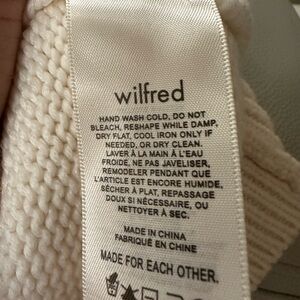 wilfred
HAND WASH COLD, DO NOT
BLEACH, RESHAPE WHILE DAMP,
DRY FLAT, COOL IRON ONLY IF
NEEDED, OR DRY CLEAN.
LAVER À LA MAIN À L'EAU
FROIDE, NE PAS JAVELISER,
REMODELER PENDANT QUE
L'ARTICLE EST ENCORE HUMIDE,
SÉCHER À PLAT, REPASSAGE
DOUX SI NÉCESSAIRE, OU
NETTOYER À SEC.
MADE IN CHINA
FABRIQUÉ EN CHINE
MADE FOR EACH OTHER.